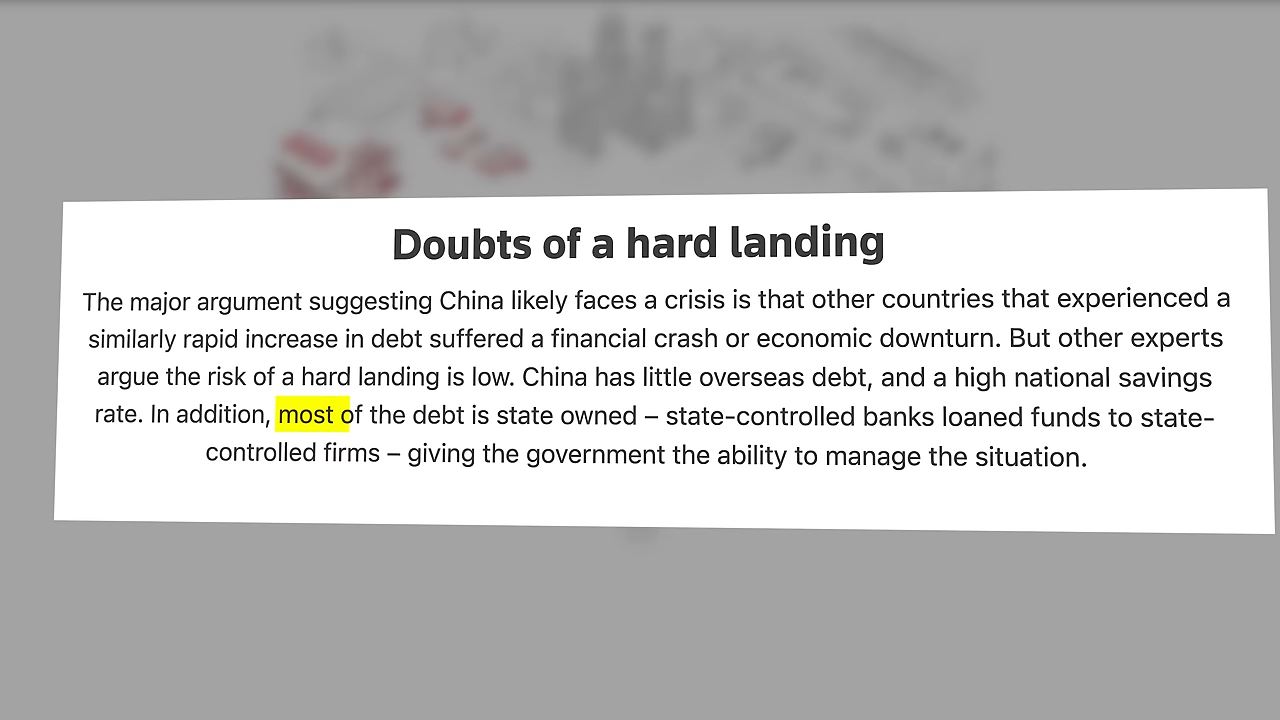 Doubts of a hard landing
The major argument suggesting China likely faces a crisis is that other countries that experienced a
similarly rapid increase in debt suffered a financial crash or economic downturn. But other experts
argue the risk of a hard landing is low. China has little overseas debt, and a high national savings
rate. In addition, most of the debt is state owned – state-controlled banks loaned funds to state-
controlled firms – giving the government the ability to manage the situation.